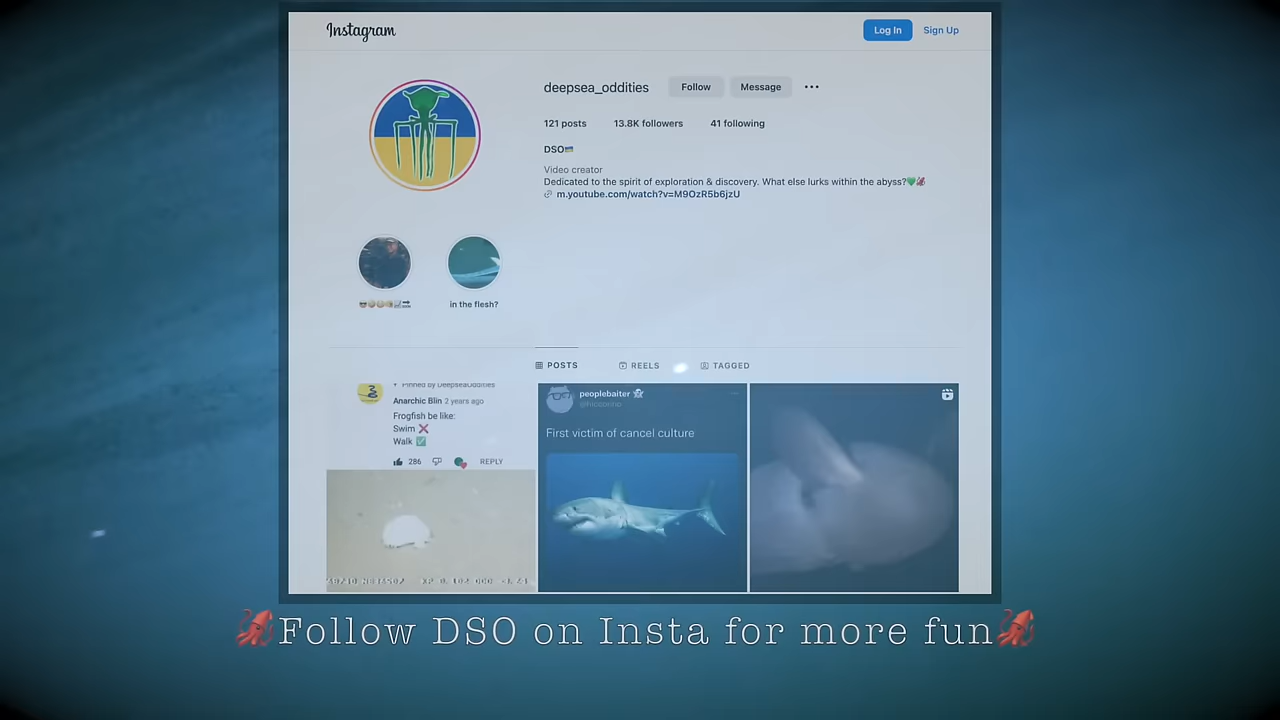 Instagram
Log In
Sign Up
deepsea_oddities
Follow
Message
121 posts
13.8K followers
41 following
DSO
Video creator
Dedicated to the spirit of exploration & discovery. What else lurks within the abyss?💚🦑
m.youtube.com/watch?v=M9OzR5b6jzU
in the flesh?
POSTS
REELS
TAGGED
Pinned by DeepseaOddities
Anarchic Blin 2 years ago
Frogfish be like:
Swim ❌
Walk ✅
286
REPLY
peoplebaiter
First victim of cancel culture
🦑Follow DSO on Insta for more fun🦑